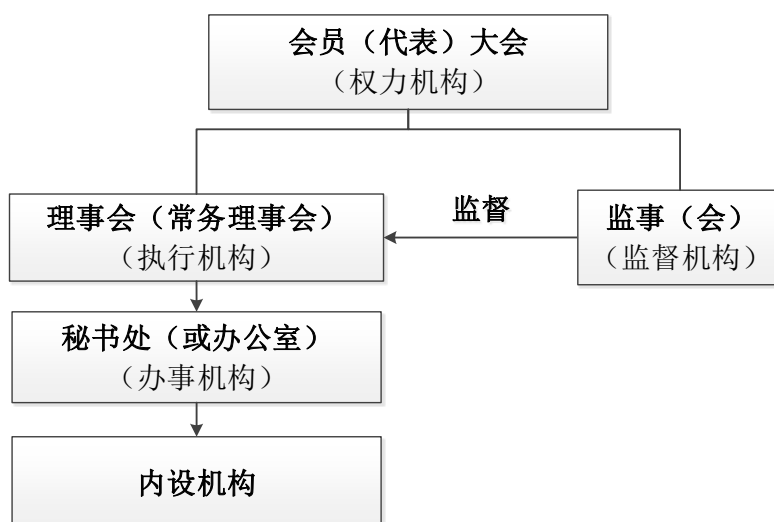 会员（代表）大会
（权力机构）
理事会（常务理事会）
（执行机构）
监督
监事（会）
（监督机构）
秘书处（或办公室）
（办事机构）
内设机构